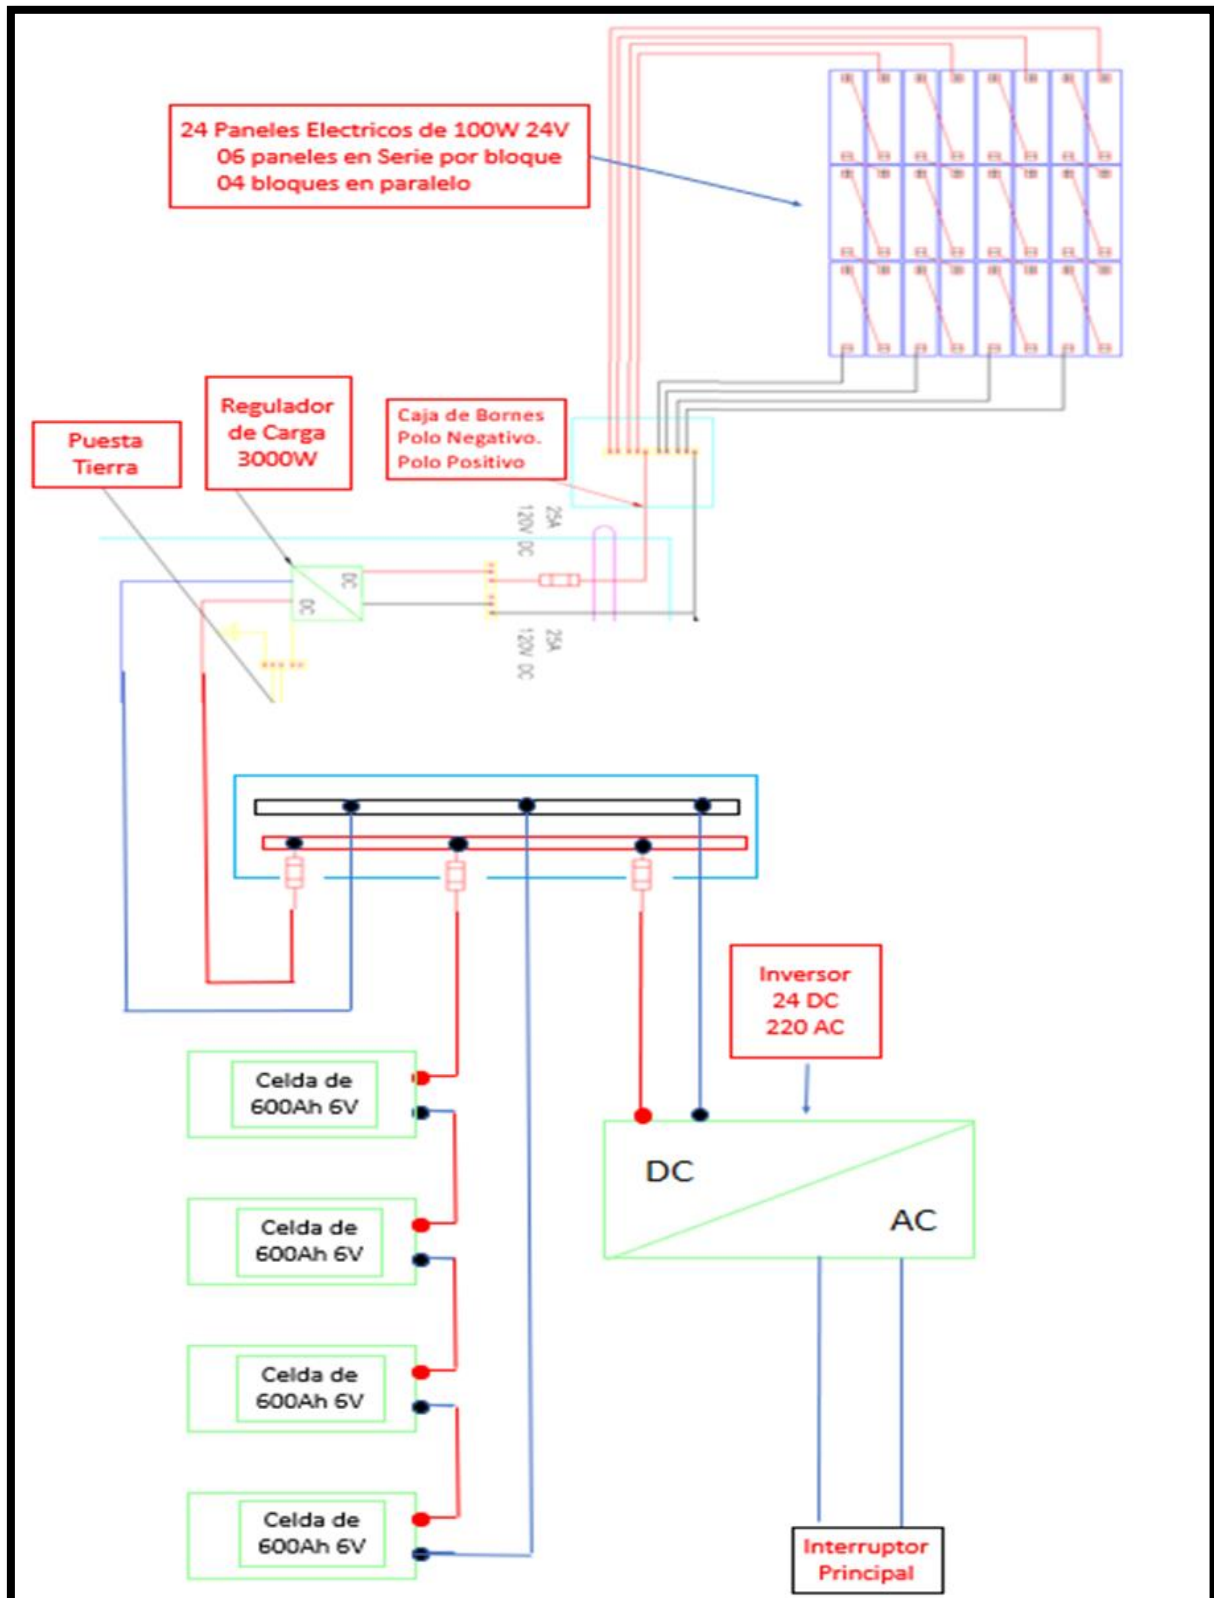 24 Paneles Electricos de 100W 24V
06 paneles en Serie por bloque
04 bloques en paralelo
Regulador
de Carga
3000W
Caja de Bornes
Polo Negativo.
Polo Positivo
Puesta
Tierra
25A
120V DC
DC
DC
25A
120V DC
Inversor
24 DC
220 AC
Celda de
600Ah 6V
DC
AC
Celda de
600Ah 6V
Celda de
600Ah 6V
Celda de
600Ah 6V
Interruptor
Principal